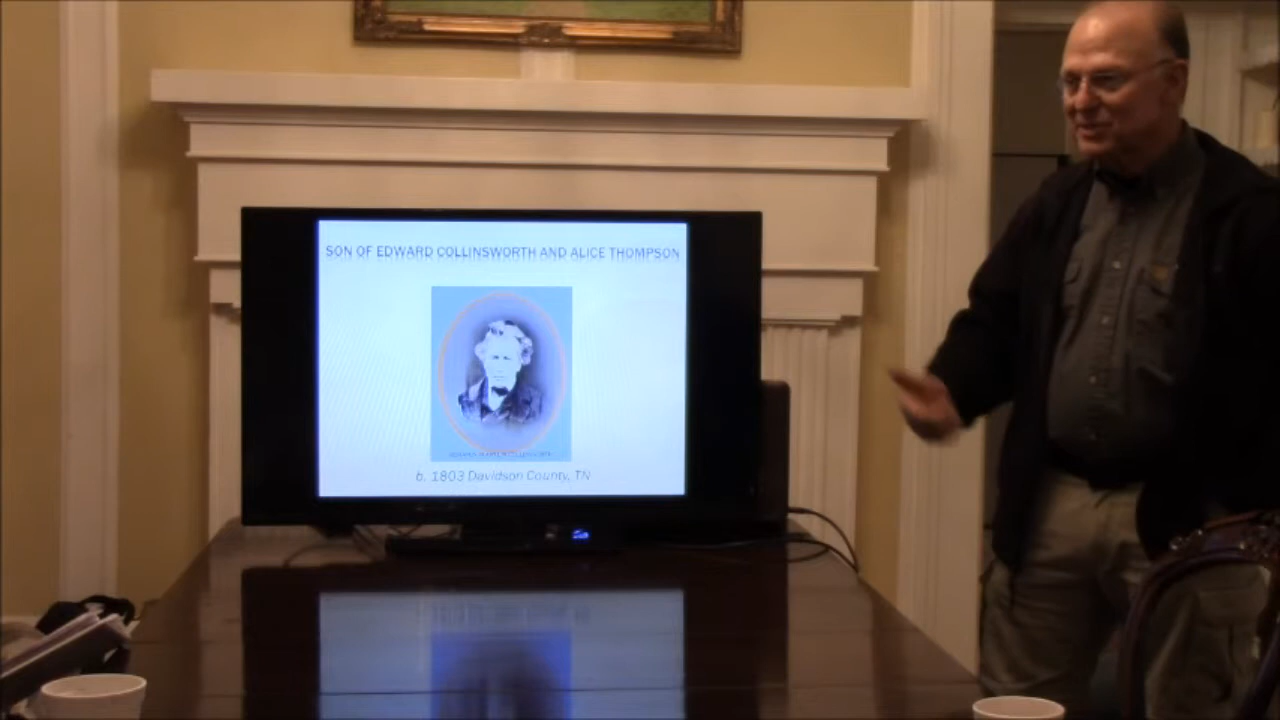 SON OF EDWARD COLLINSWORTH AND ALICE THOMPSON
b. 1803 Davidson County, TN